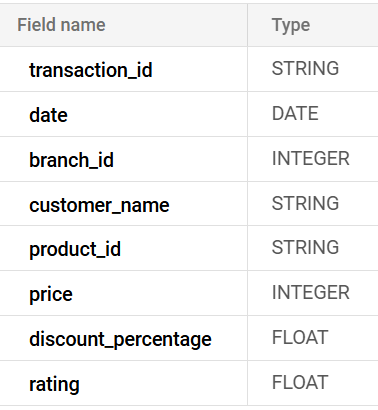 Field name Type
transaction_id STRING
date DATE
branch_id INTEGER
customer_name STRING
product_id STRING
price INTEGER
discount_percentage FLOAT
rating FLOAT